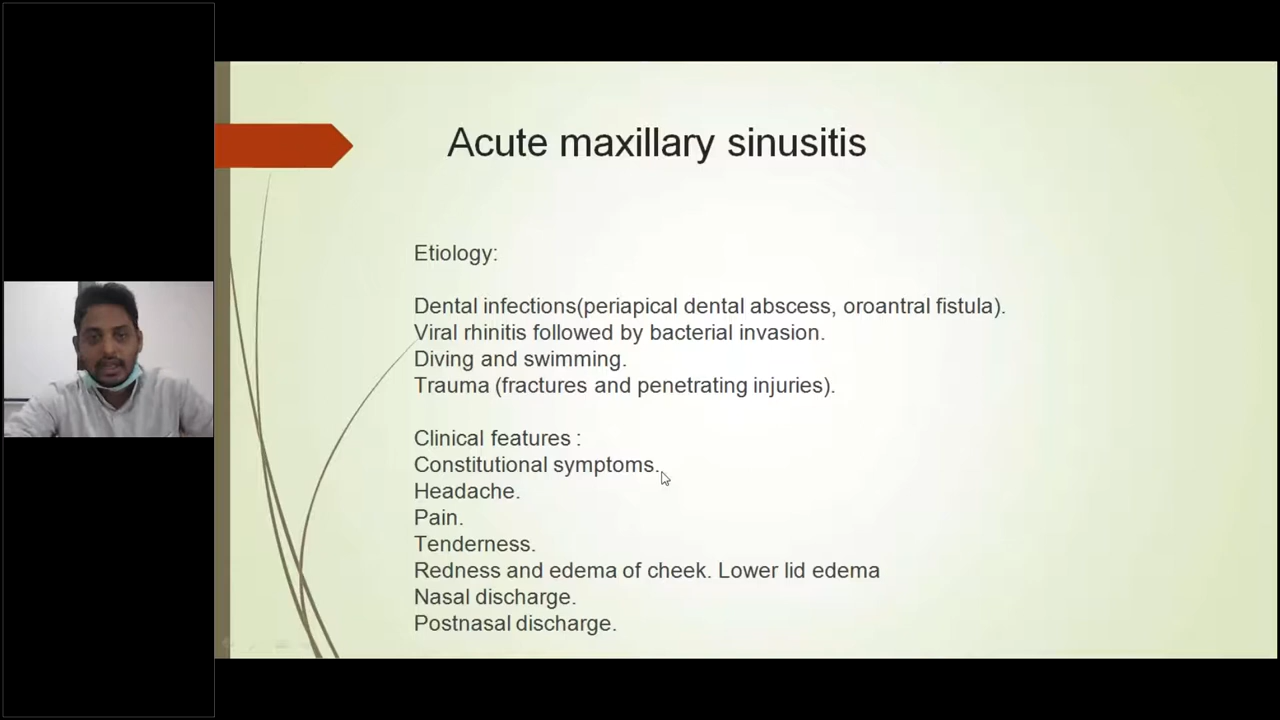 Acute maxillary sinusitis
Etiology:
Dental infections(periapical dental abscess, oroantral fistula).
Viral rhinitis followed by bacterial invasion.
Diving and swimming.
Trauma (fractures and penetrating injuries).
Clinical features :
Constitutional symptoms.
Headache.
Pain.
Tenderness.
Redness and edema of cheek. Lower lid edema
Nasal discharge.
Postnasal discharge.